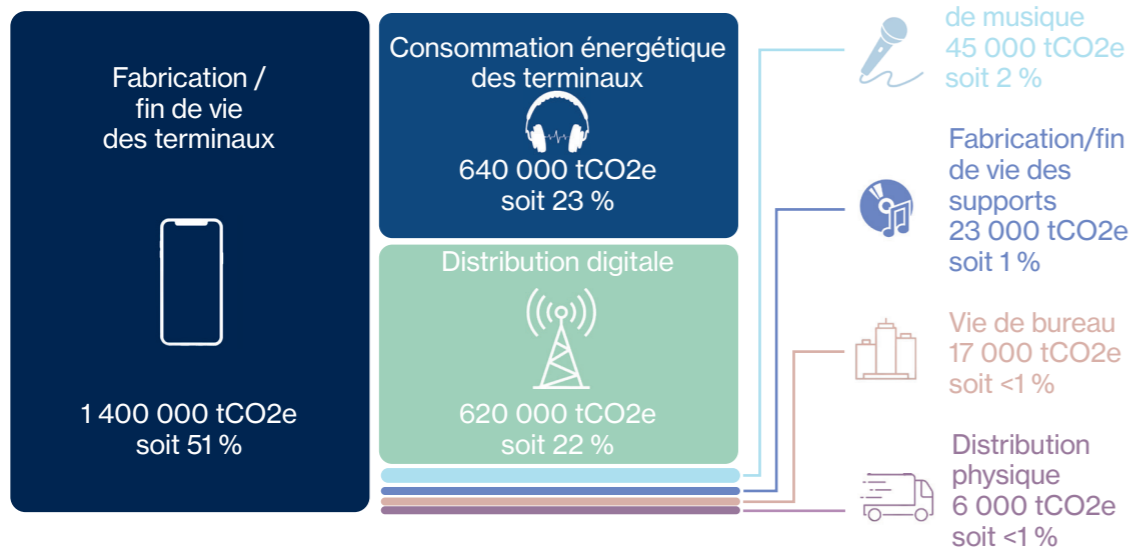 Fabrication /
fin de vie
des terminaux
1 400 000 tCO2e
soit 51 %
Consommation énergétique
des terminaux
640 000 tCO2e
soit 23 %
Distribution digitale
620 000 tCO2e
soit 22 %
de musique
45 000 tCO2e
soit 2 %
Fabrication/fin
de vie des
supports
23 000 tCO2e
soit 1 %
Vie de bureau
17 000 tCO2e
soit <1 %
Distribution
physique
6 000 tCO2e
soit <1 %